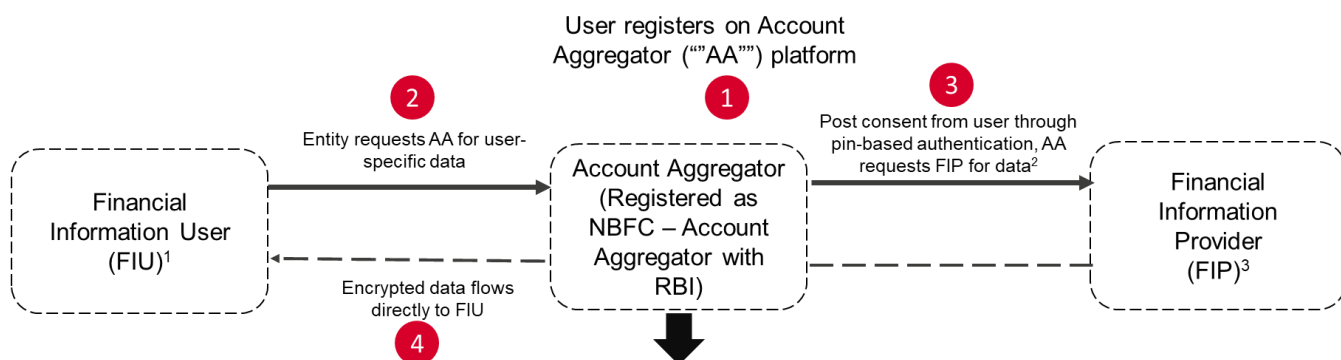 User registers on Account
Aggregator (“”AA””) platform
1
2
Entity requests AA for user-
specific data
3
Post consent from user through
pin-based authentication, AA
requests FIP for data²
Financial
Information User
(FIU)¹
Account Aggregator
(Registered as
NBFC – Account
Aggregator with
RBI)
Financial
Information
Provider
(FIP)³
Encrypted data flows
directly to FIU
4